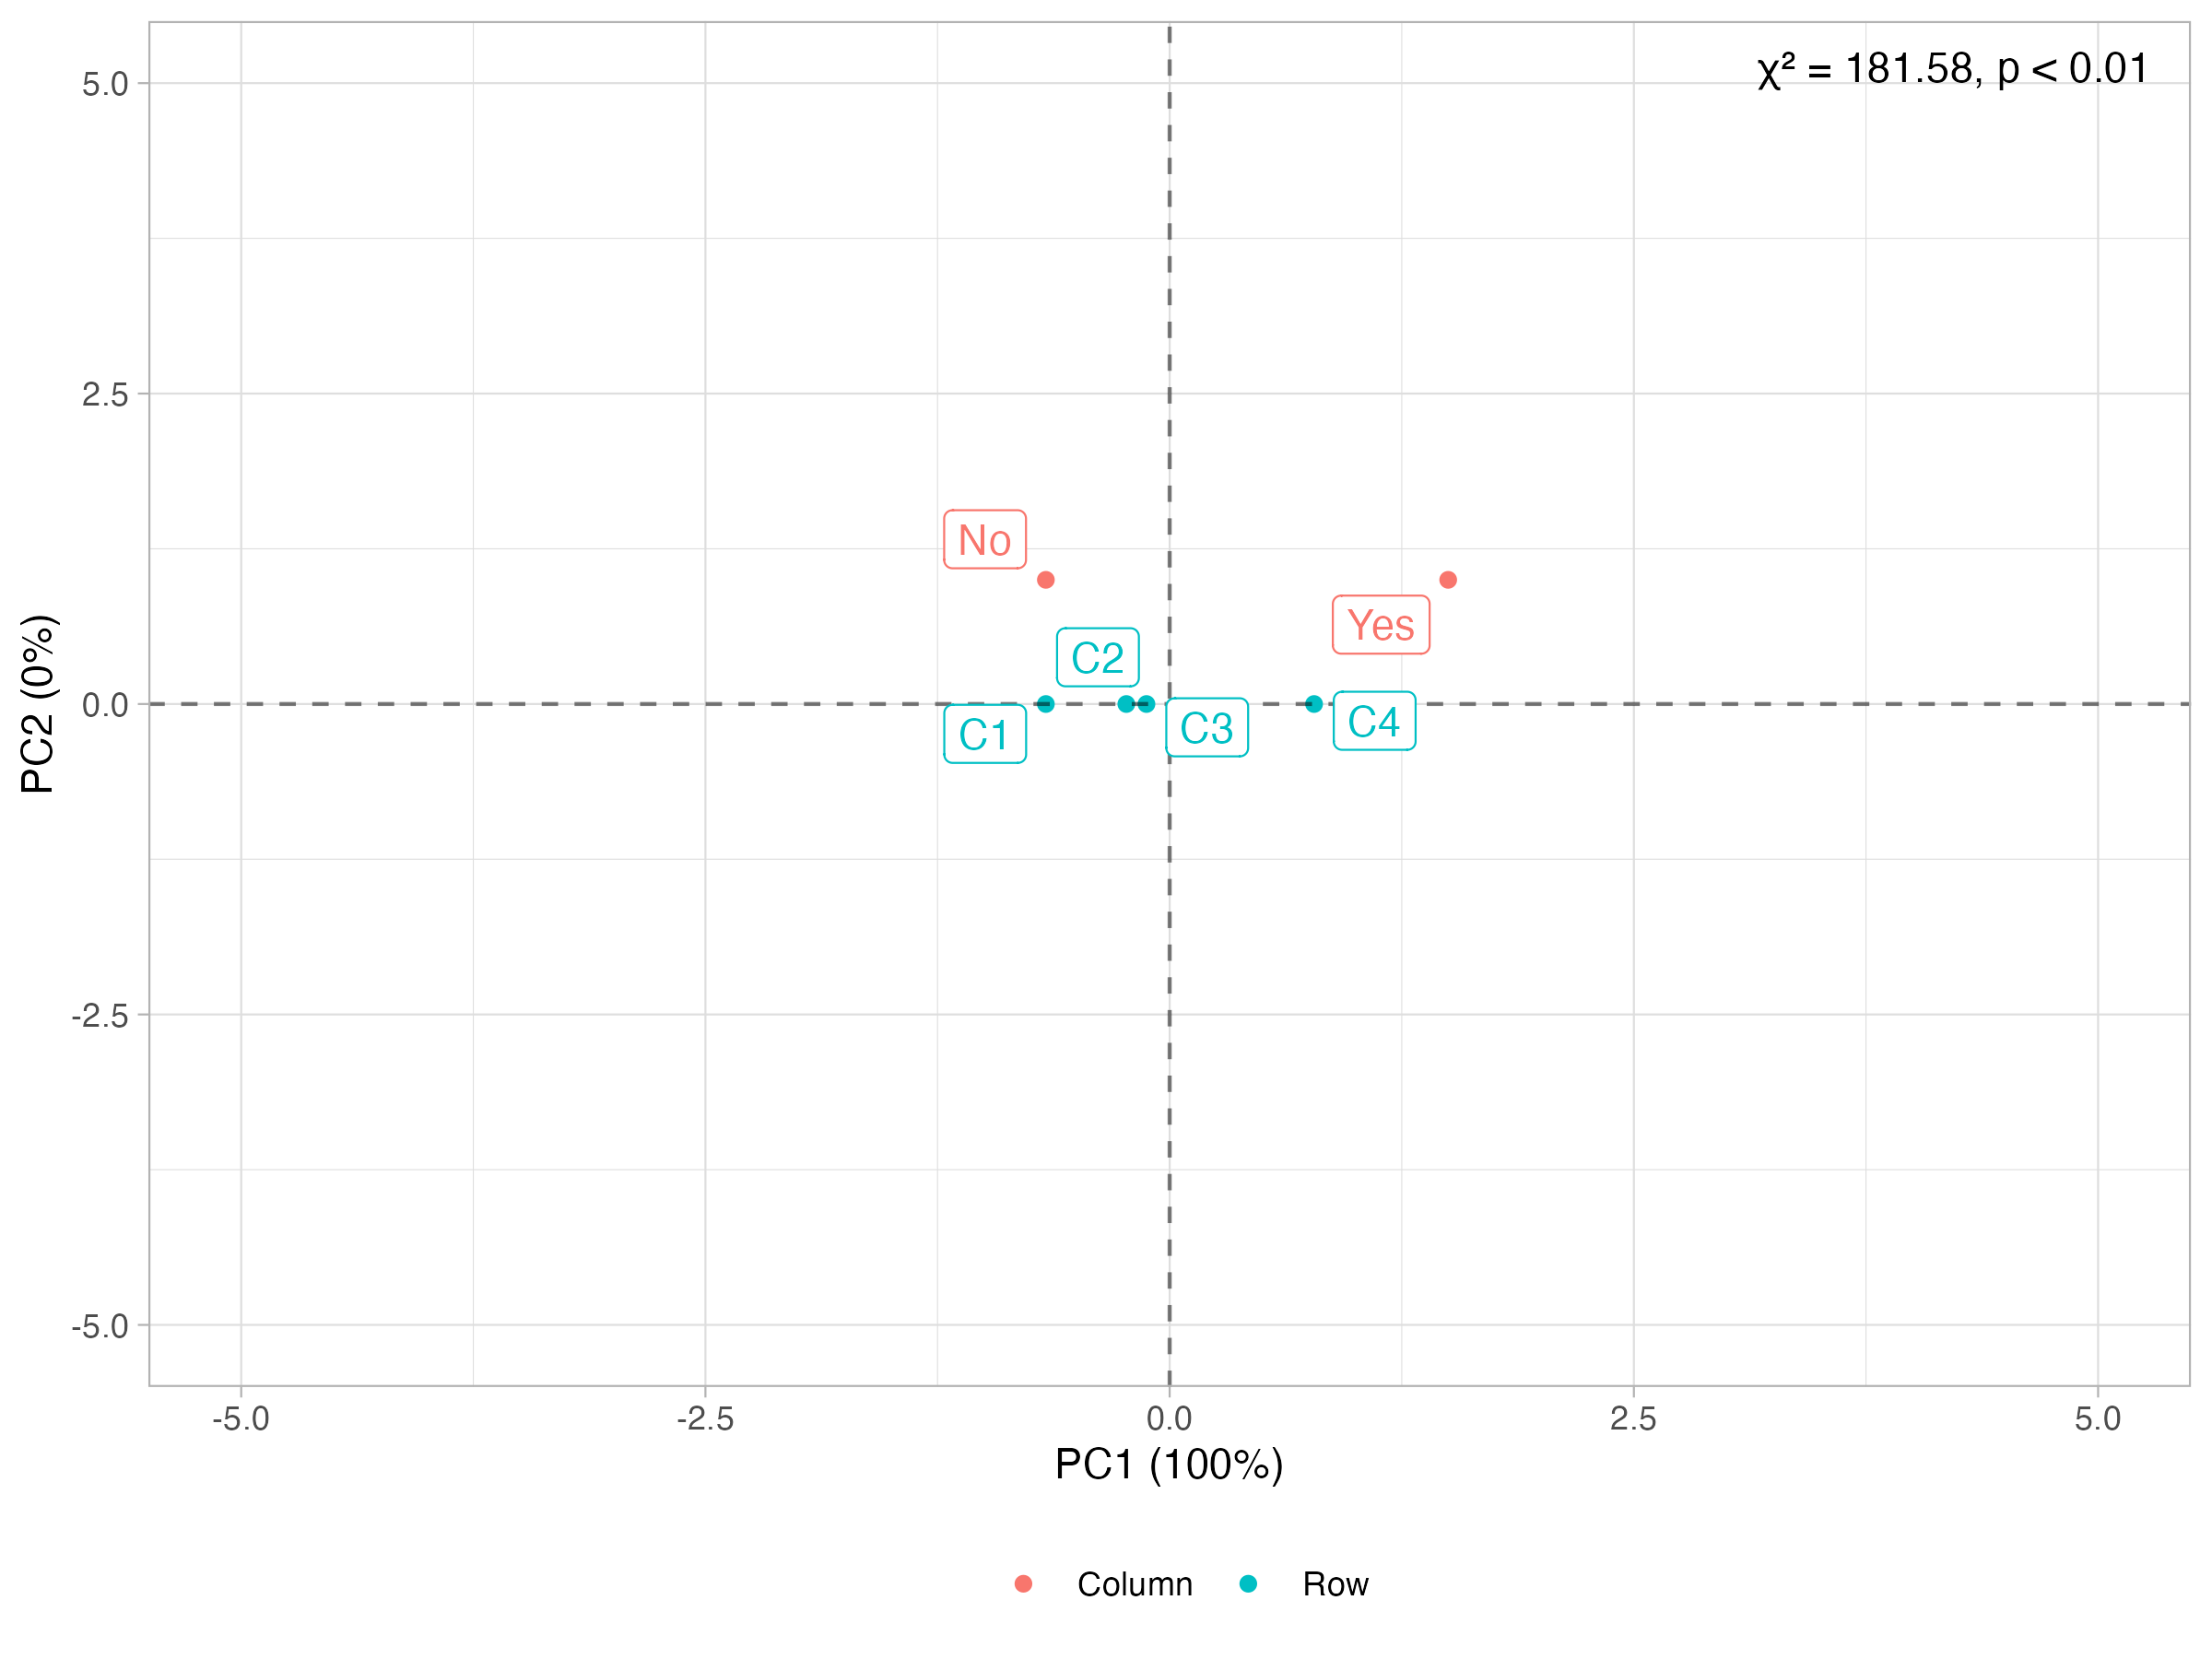 χ² = 181.58, p < 0.01
5.0
2.5
0.0
-2.5
-5.0
PC2 (0%)
No
Yes
C2
C1
C3
C4
-5.0
-2.5
0.0
2.5
5.0
PC1 (100%)
Column
Row